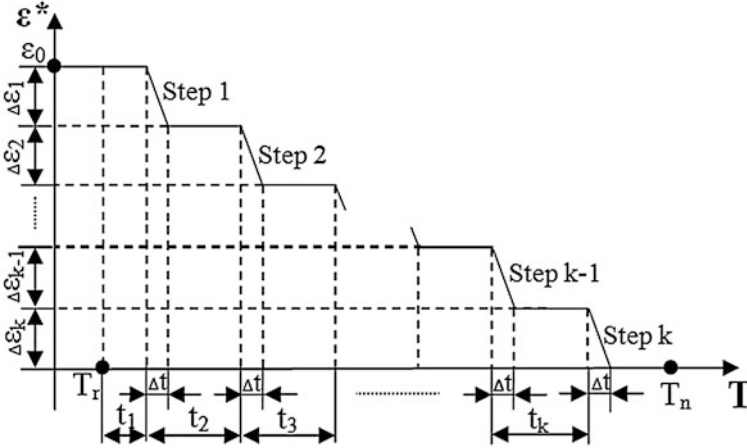 ε*
ε₀
Δε₁
Step 1
Δε₂
Step 2
Δεₖ₋₁
Step k-1
Δεₖ
Step k
Tᵣ
Δt
Δt
Δt
Δt
Tₙ
T
t₁
t₂
t₃
tₖ